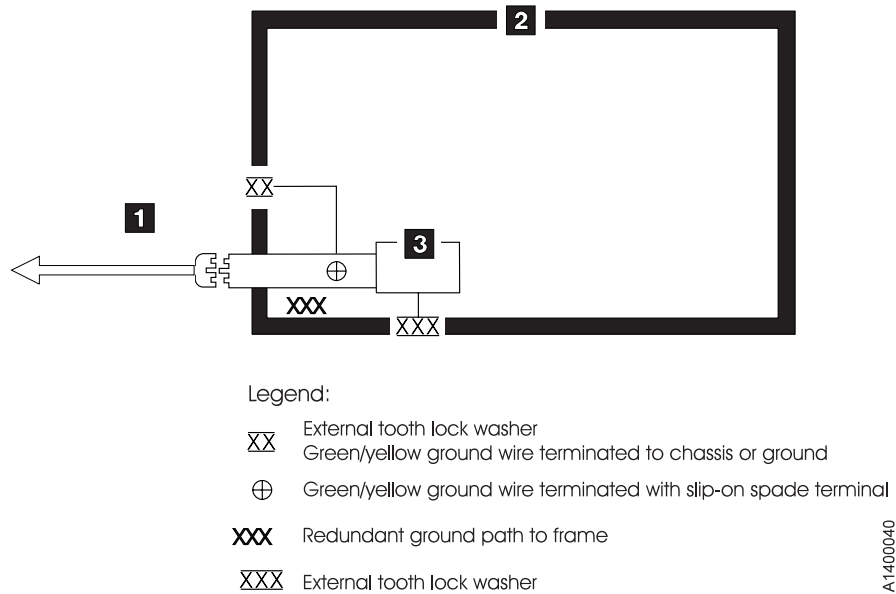 2
XX
1
3
XXX
XXX
Legend:
XX External tooth lock washer
Green/yellow ground wire terminated to chassis or ground
Green/yellow ground wire terminated with slip-on spade terminal
XXX Redundant ground path to frame
XXX External tooth lock washer
A1400040